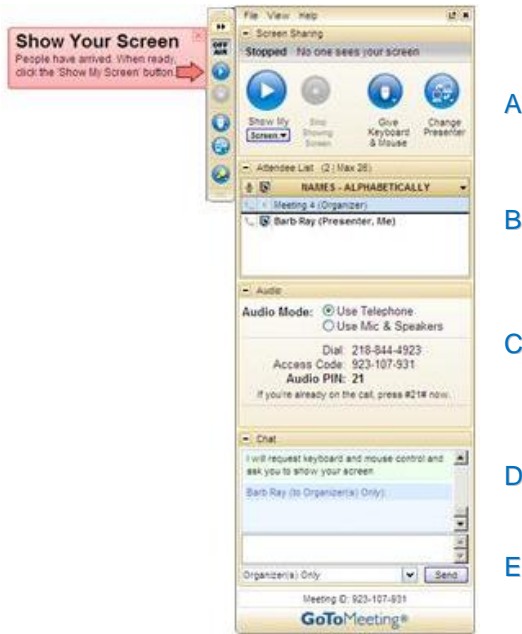 Show Your Screen
People have arrived. When ready,
click the 'Show My Screen' button.
OFF
AIR
File View Help
Screen Sharing
Stopped No one sees your screen
Show My
Screen
Stop
Showing
Screen
Give
Keyboard
& Mouse
Change
Presenter
A
Attendee List (2 | Max 26)
NAMES - ALPHABETICALLY
Meeting 4 (Organizer)
Barb Ray (Presenter, Me)
B
Audio
Audio Mode: Use Telephone
Use Mic & Speakers
Dial: 218-844-4923
Access Code: 923-107-931
Audio PIN: 21
If you're already on the call, press #21# now.
C
Chat
I will request keyboard and mouse control and
ask you to show your screen
Barb Ray (to Organizer(s) Only):
D
Organizer(s) Only
Send
E
Meeting ID: 923-107-931
GoToMeeting®